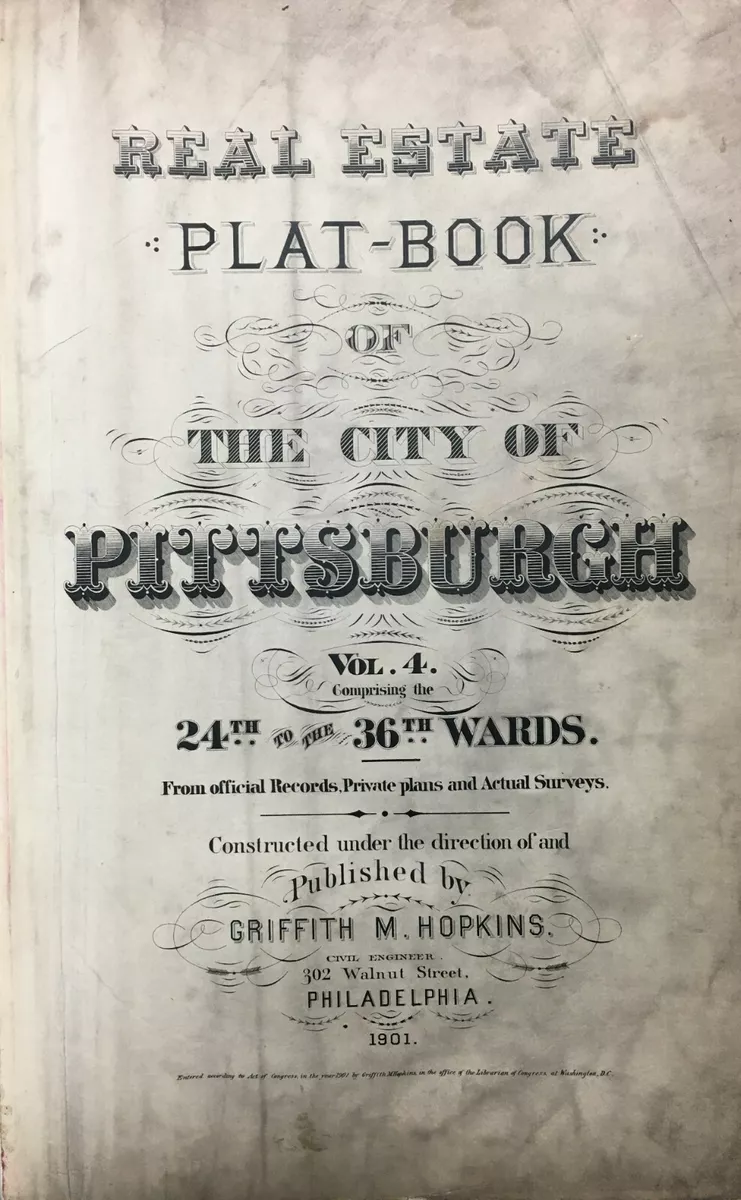 REAL ESTATE
PLAT-BOOK
OF
THE CITY OF
PITTSBURGH
VOL. 4.
Comprising the
24TH TO THE 36TH WARDS.
From official Records, Private plans and Actual Surveys.
Constructed under the direction of and
Published by
GRIFFITH M. HOPKINS.
CIVIL ENGINEER.
302 Walnut Street.
PHILADELPHIA.
1901.
Entered according to Act of Congress, in the year 1901 by Griffith M. Hopkins, in the office of the Librarian of Congress, at Washington, D.C.